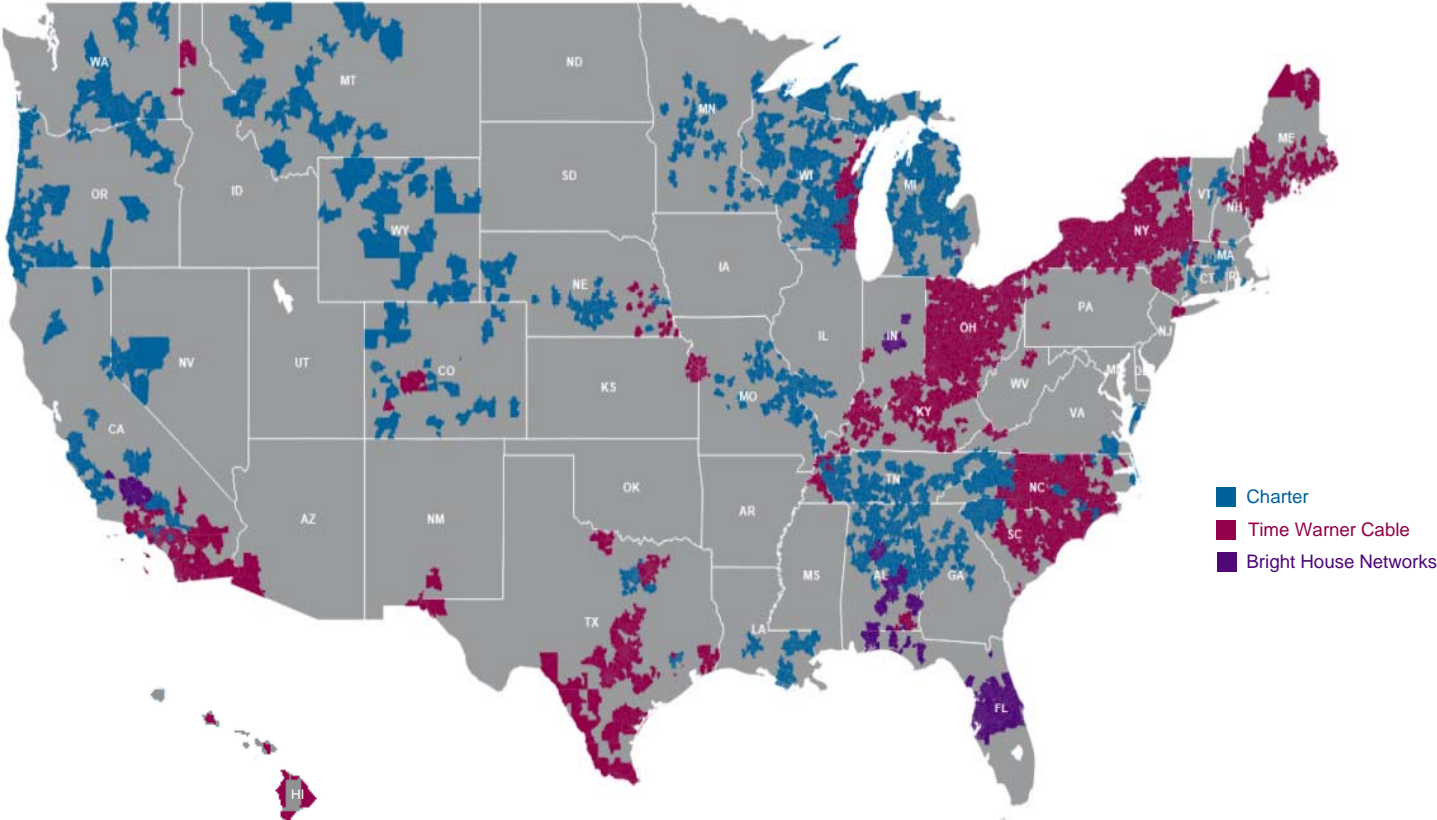 WA
MT
ND
MN
ME
OR
ID
SD
WI
MI
VT
NH
WY
NY
MA
CT
RI
IA
NE
PA
NV
UT
CO
IL
IN
OH
NJ
KS
MO
WV
MD
DE
CA
KY
VA
OK
TN
NC
AZ
NM
AR
SC
MS
AL
GA
TX
LA
FL
HI
Charter
Time Warner Cable
Bright House Networks